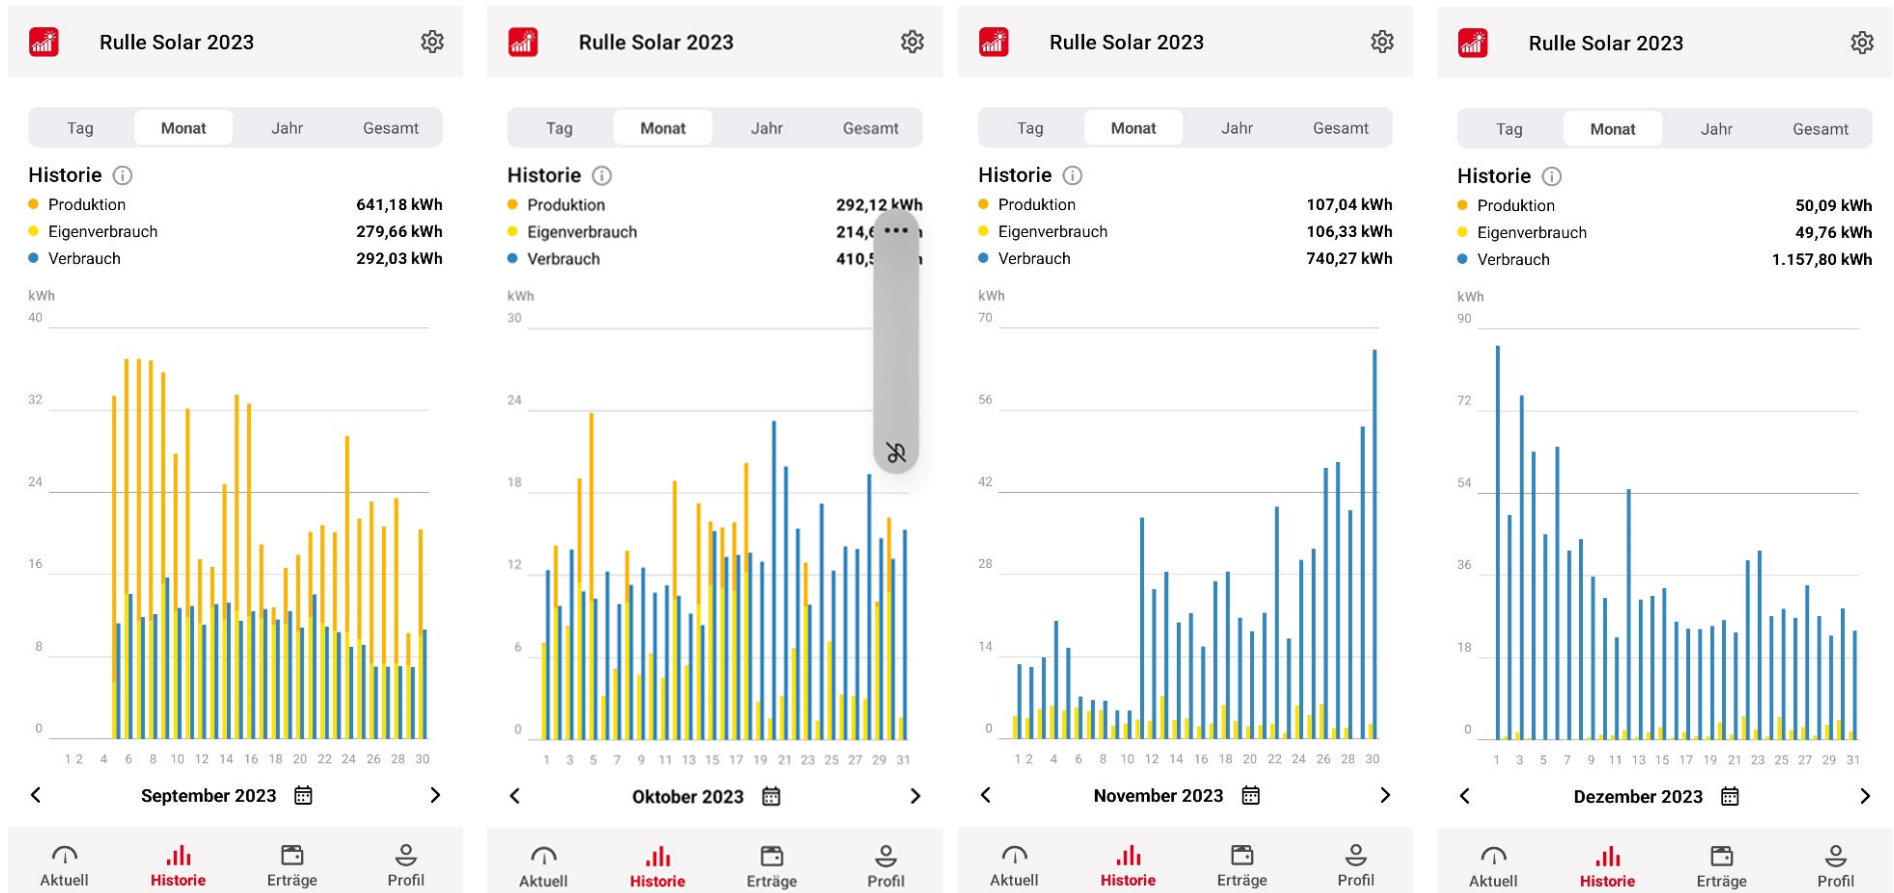 Rulle Solar 2023
Tag Monat Jahr Gesamt
Historie
Produktion 641,18 kWh
Eigenverbrauch 279,66 kWh
Verbrauch 292,03 kWh
kWh
40
32
24
16
8
0
1 2 4 6 8 10 12 14 16 18 20 22 24 26 28 30
September 2023
Aktuell Historie Erträge Profil
Rulle Solar 2023
Tag Monat Jahr Gesamt
Historie
Produktion 292,12 kWh
Eigenverbrauch
Verbrauch
kWh
30
24
18
12
6
0
1 3 5 7 9 11 13 15 17 19 21 23 25 27 29 31
Oktober 2023
Aktuell Historie Erträge Profil
Rulle Solar 2023
Tag Monat Jahr Gesamt
Historie
Produktion 107,04 kWh
Eigenverbrauch 106,33 kWh
Verbrauch 740,27 kWh
kWh
70
56
42
28
14
0
1 2 4 6 8 10 12 14 16 18 20 22 24 26 28 30
November 2023
Aktuell Historie Erträge Profil
Rulle Solar 2023
Tag Monat Jahr Gesamt
Historie
Produktion 50,09 kWh
Eigenverbrauch 49,76 kWh
Verbrauch 1.157,80 kWh
kWh
90
72
54
36
18
0
1 3 5 7 9 11 13 15 17 19 21 23 25 27 29 31
Dezember 2023
Aktuell Historie Erträge Profil